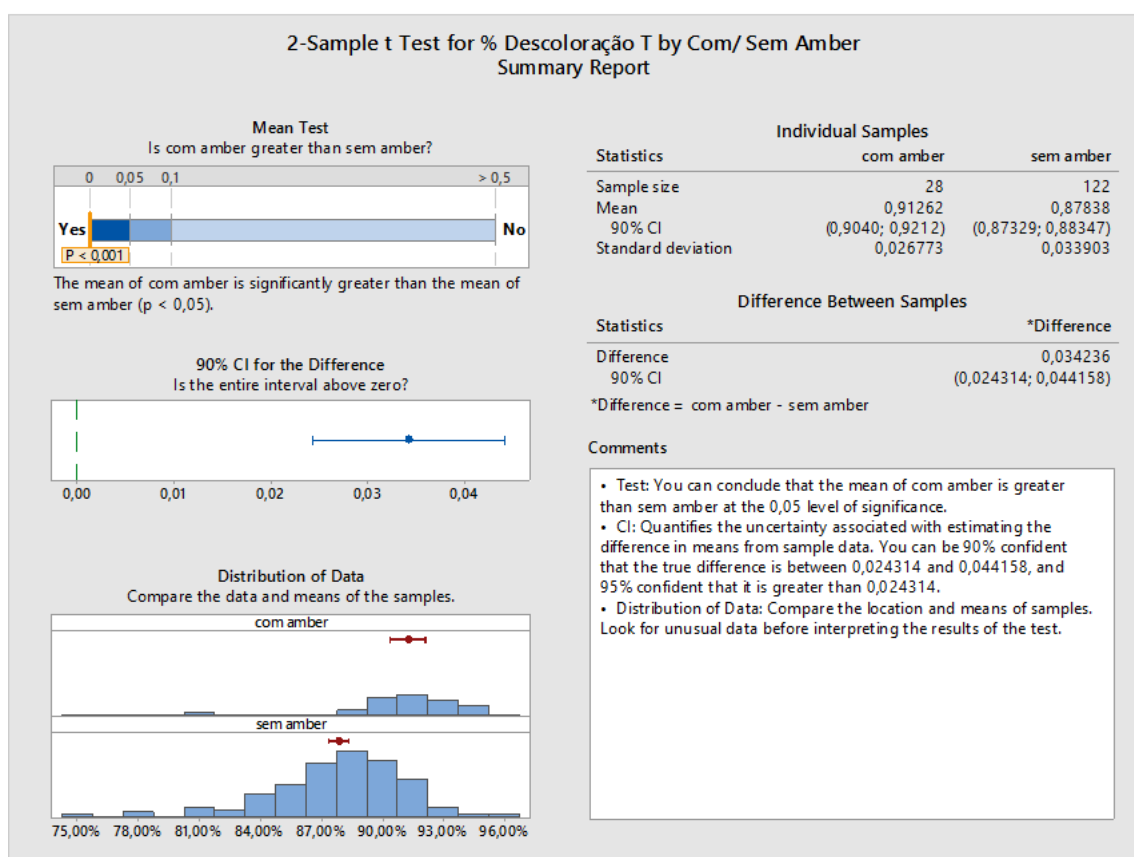 2-Sample t Test for % Descoloração T by Com/ Sem Amber
Summary Report
Mean Test
Is com amber greater than sem amber?
0 0,05 0,1 > 0,5
Yes No
P < 0,001
The mean of com amber is significantly greater than the mean of
sem amber (p < 0,05).
90% CI for the Difference
Is the entire interval above zero?
0,00 0,01 0,02 0,03 0,04
Distribution of Data
Compare the data and means of the samples.
com amber
sem amber
75,00% 78,00% 81,00% 84,00% 87,00% 90,00% 93,00% 96,00%
Individual Samples
Statistics com amber sem amber
Sample size 28 122
Mean 0,91262 0,87838
90% CI (0,9040; 0,9212) (0,87329; 0,88347)
Standard deviation 0,026773 0,033903
Difference Between Samples
Statistics *Difference
Difference 0,034236
90% CI (0,024314; 0,044158)
*Difference = com amber - sem amber
Comments
• Test: You can conclude that the mean of com amber is greater
than sem amber at the 0,05 level of significance.
• CI: Quantifies the uncertainty associated with estimating the
difference in means from sample data. You can be 90% confident
that the true difference is between 0,024314 and 0,044158, and
95% confident that it is greater than 0,024314.
• Distribution of Data: Compare the location and means of samples.
Look for unusual data before interpreting the results of the test.